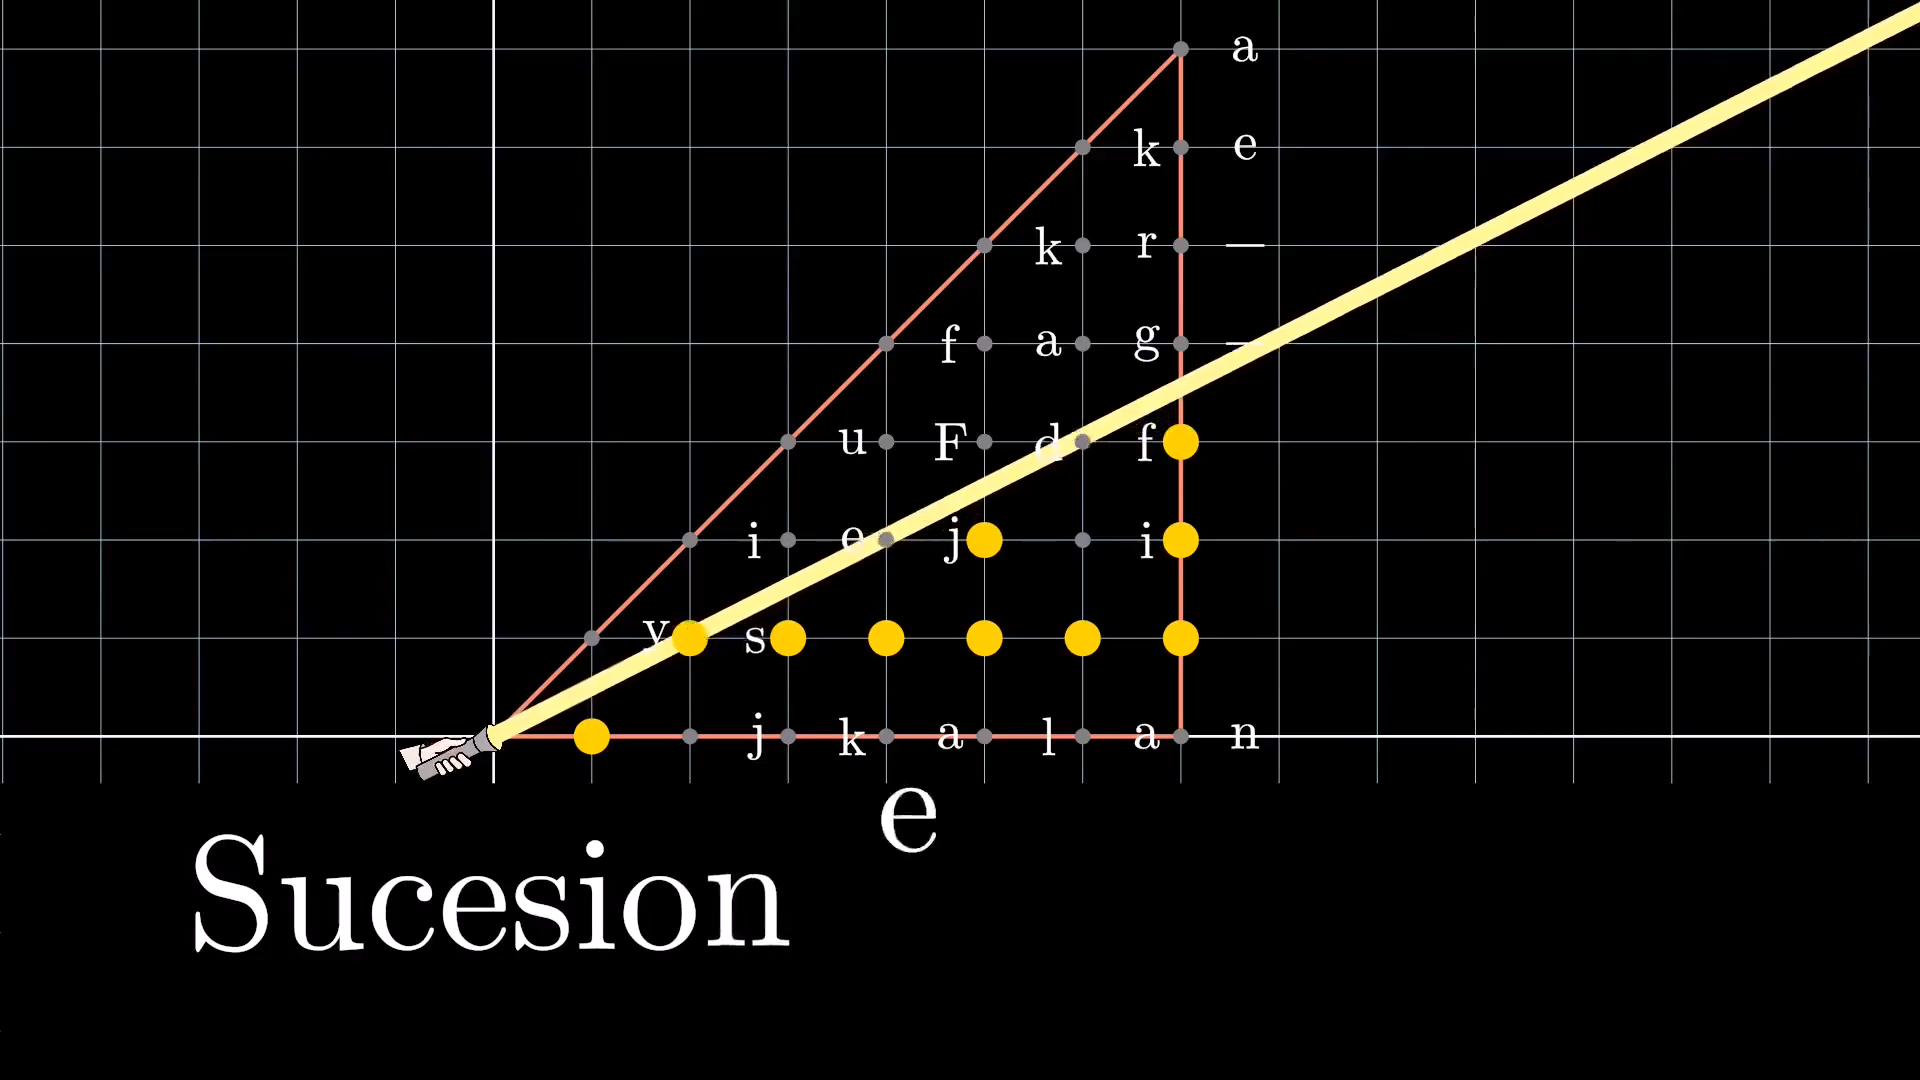 a
k e
k r —
f a g —
u F d f
i e j i
y s
j k a l a n
e
Sucesion